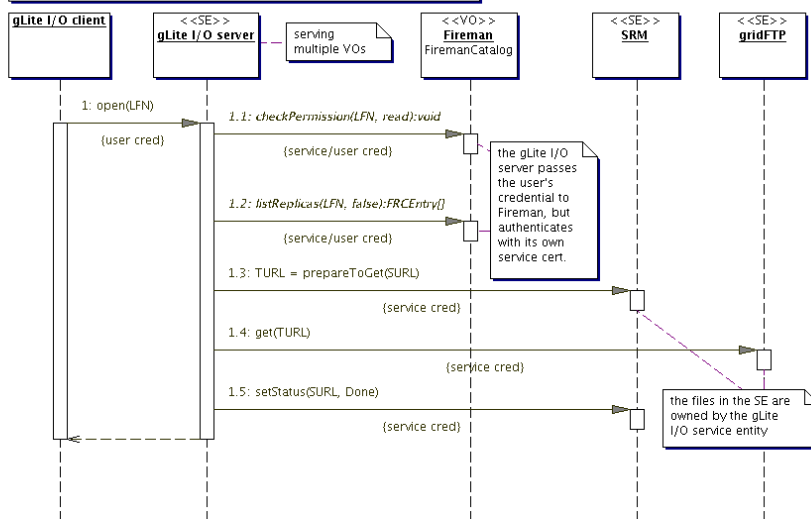 gLite I/O client
<<SE>>
gLite I/O server
serving
multiple VOs
<<VO>>
Fireman
FiremanCatalog
<<SE>>
SRM
<<SE>>
gridFTP
1: open(LFN)
{user cred}
1.1: checkPermission(LFN, read):void
{service/user cred}
the gLite I/O
server passes
the user's
credential to
Fireman, but
authenticates
with its own
service cert.
1.2: listReplicas(LFN, false):FRCEntry[]
{service/user cred}
1.3: TURL = prepareToGet(SURL)
{service cred}
1.4: get(TURL)
{service cred}
1.5: setStatus(SURL, Done)
{service cred}
the files in the SE are
owned by the gLite
I/O service entity